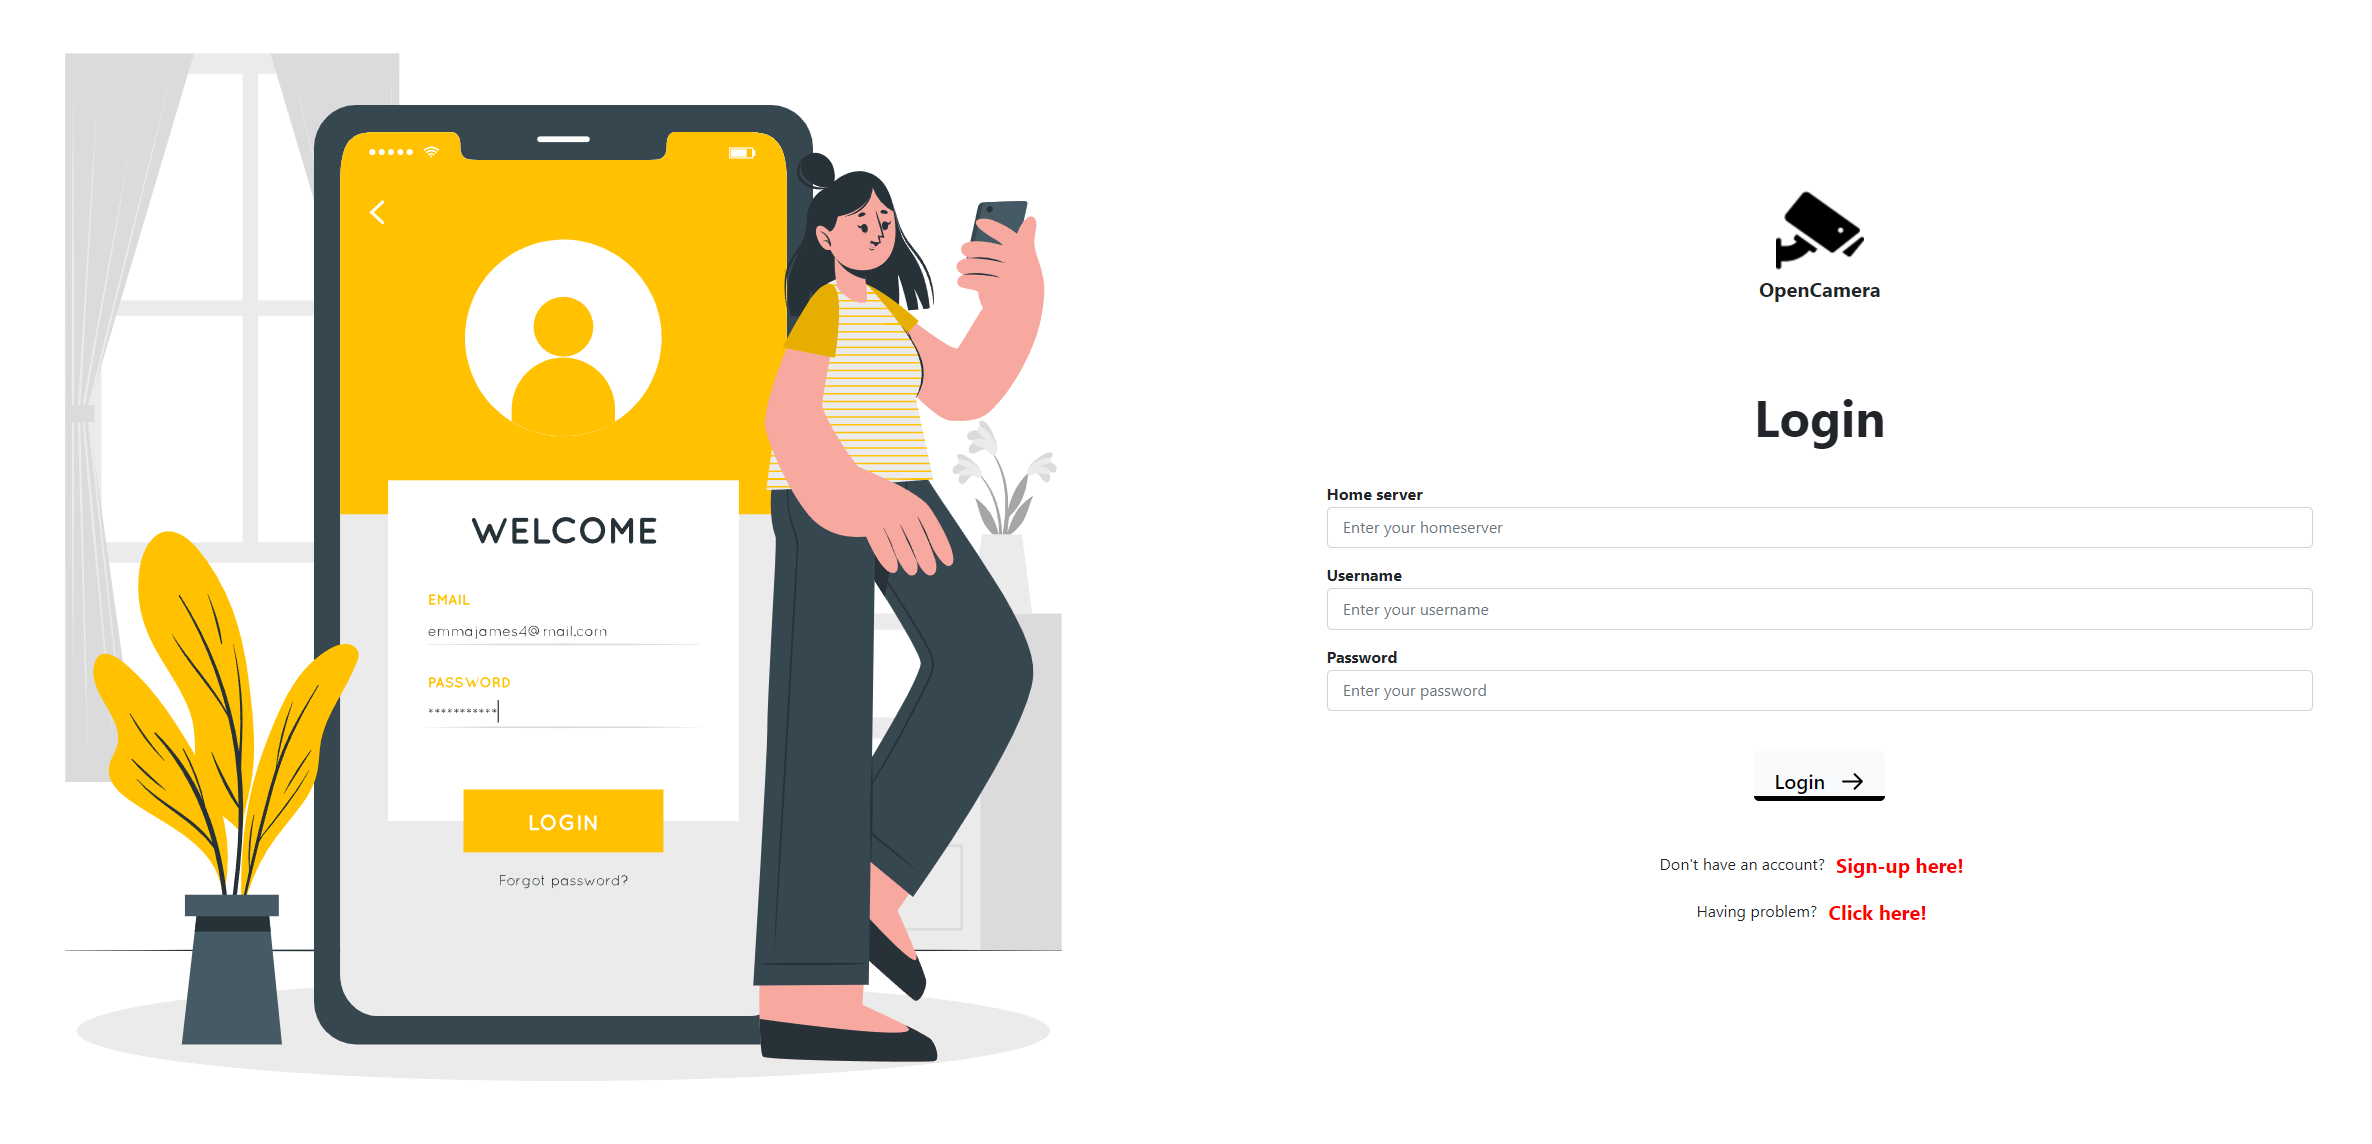 WELCOME
EMAIL
emmajames4@mail.com
PASSWORD
***********
LOGIN
Forgot password?
OpenCamera
Login
Home server
Enter your homeserver
Username
Enter your username
Password
Enter your password
Login →
Don't have an account? Sign-up here!
Having problem? Click here!